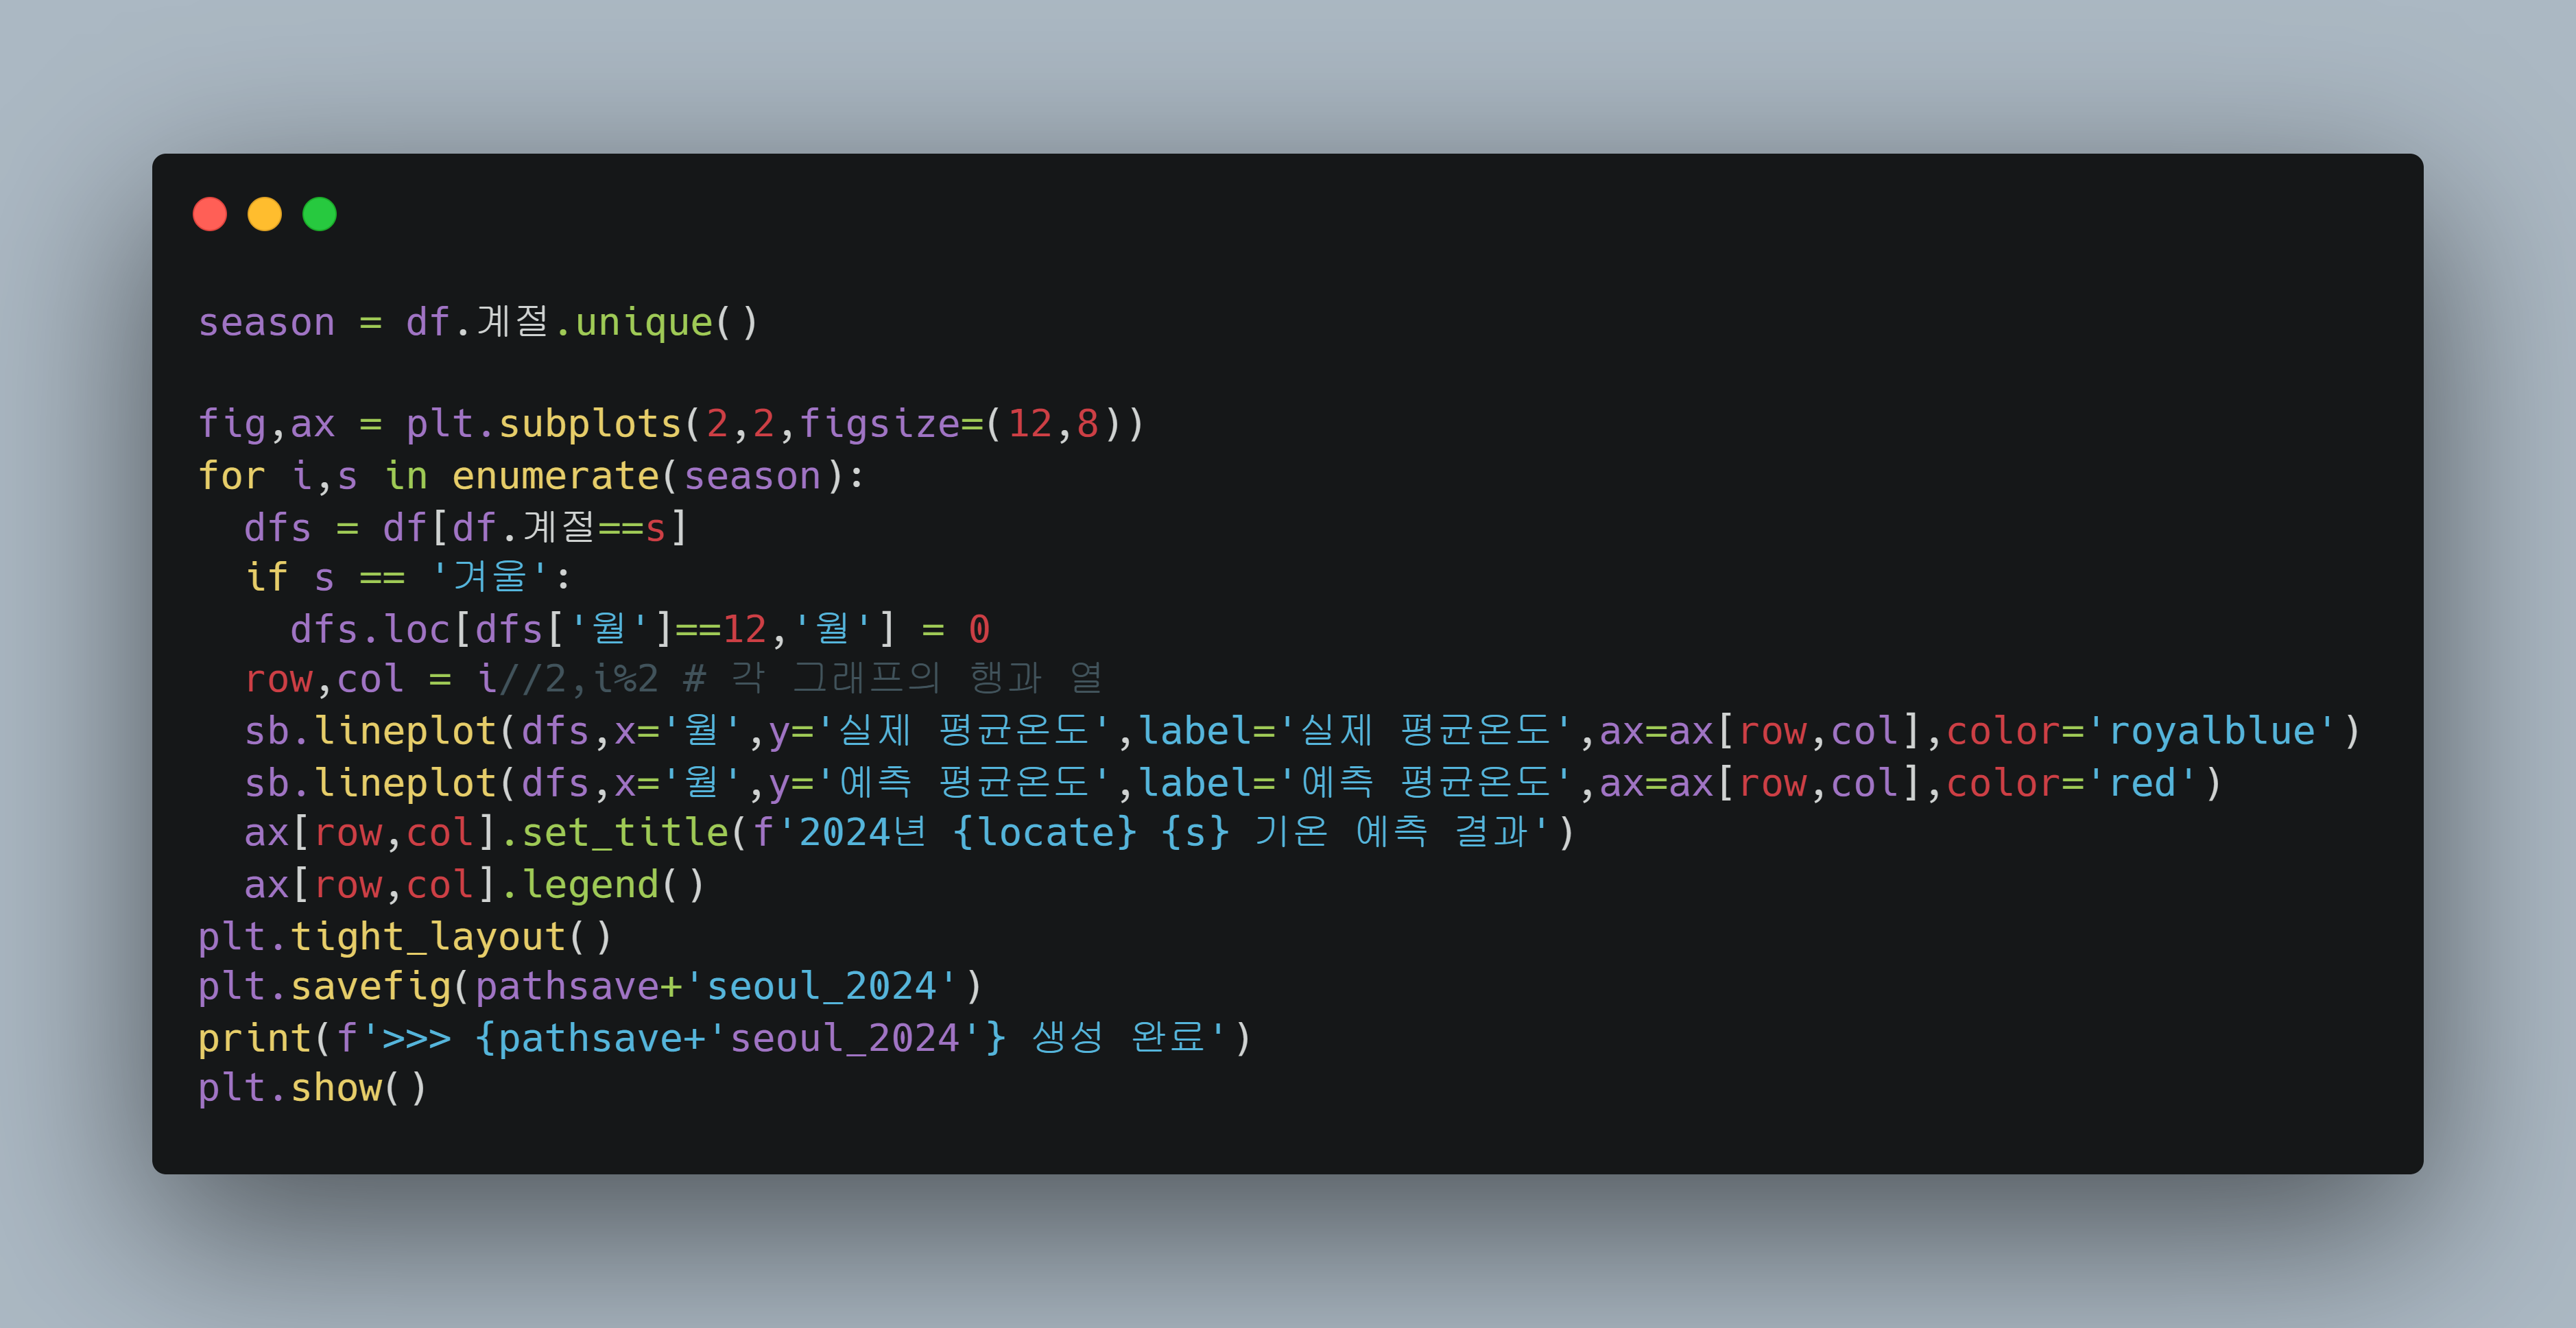 season = df.계절.unique()

fig,ax = plt.subplots(2,2,figsize=(12,8))
for i,s in enumerate(season):
  dfs = df[df.계절==s]
  if s == '겨울':
    dfs.loc[dfs['월']==12,'월'] = 0
  row,col = i//2,i%2 # 각 그래프의 행과 열
  sb.lineplot(dfs,x='월',y='실제 평균온도',label='실제 평균온도',ax=ax[row,col],color='royalblue')
  sb.lineplot(dfs,x='월',y='예측 평균온도',label='예측 평균온도',ax=ax[row,col],color='red')
  ax[row,col].set_title(f'2024년 {locate} {s} 기온 예측 결과')
  ax[row,col].legend()
plt.tight_layout()
plt.savefig(pathsave+'seoul_2024')
print(f'>>> {pathsave+'seoul_2024'} 생성 완료')
plt.show()